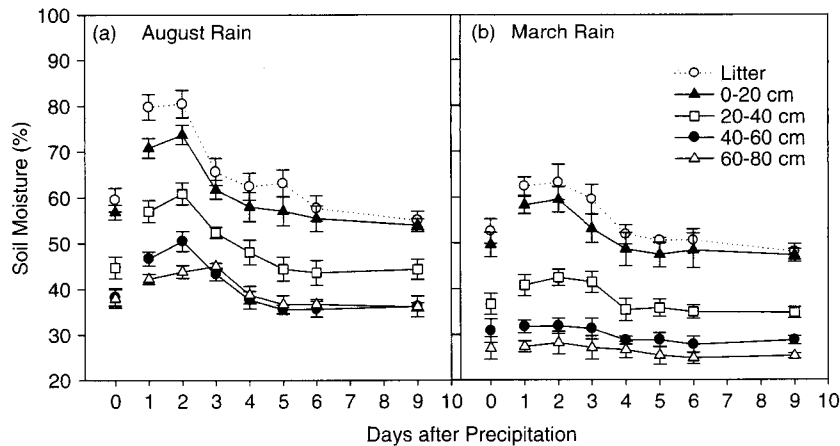 (a) August Rain
(b) March Rain
Litter
0-20 cm
20-40 cm
40-60 cm
60-80 cm
Soil Moisture (%)
100
90
80
70
60
50
40
30
20
0 1 2 3 4 5 6 7 8 9 10
0 1 2 3 4 5 6 7 8 9 10
Days after Precipitation